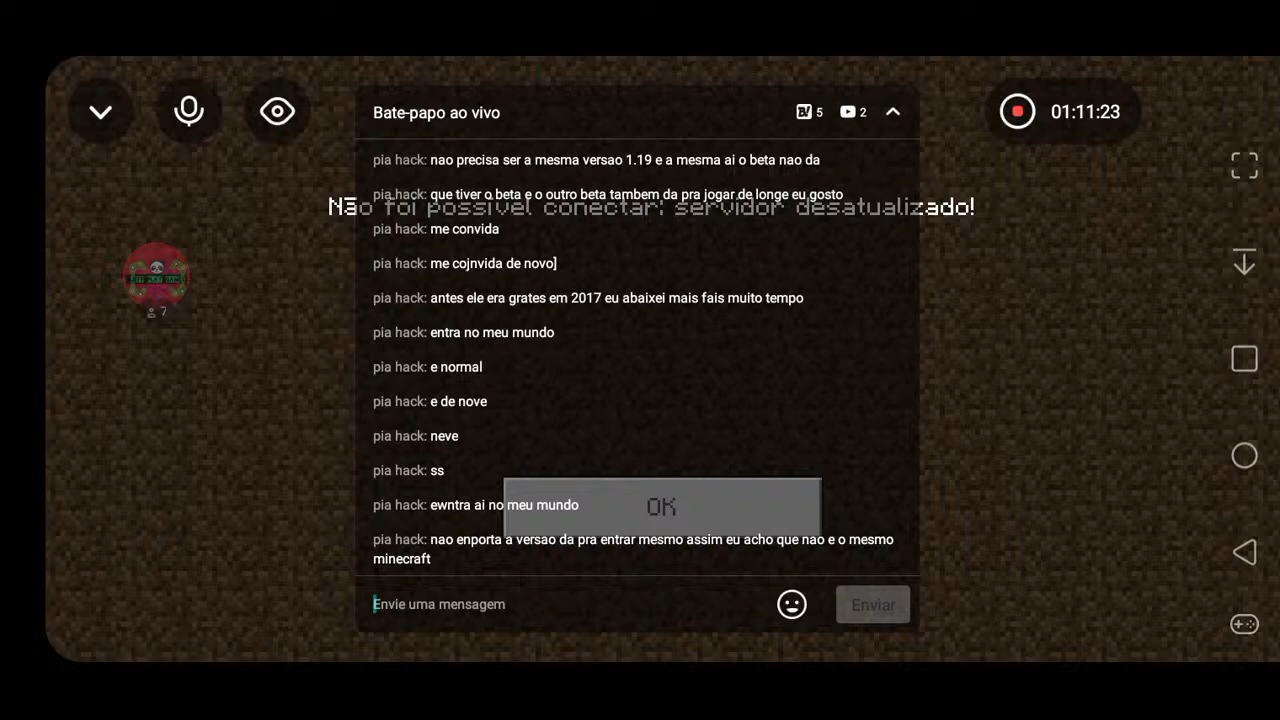 Bate-papo ao vivo
5
2
01:11:23
pia hack: nao precisa ser a mesma versao 1.19 e a mesma ai o beta nao da
pia hack: que tiver o beta e o outro beta tambem da pra jogar de longe eu gosto
Não foi possível conectar: servidor desatualizado!
pia hack: me convida
pia hack: me cojnvida de novo]
pia hack: antes ele era grates em 2017 eu abaixei mais fais muito tempo
7
pia hack: entra no meu mundo
pia hack: e normal
pia hack: e de nove
pia hack: neve
pia hack: ss
pia hack: ewntra ai no meu mundo
OK
pia hack: nao enporta a versao da pra entrar mesmo assim eu acho que nao e o mesmo
minecraft
Envie uma mensagem
Enviar